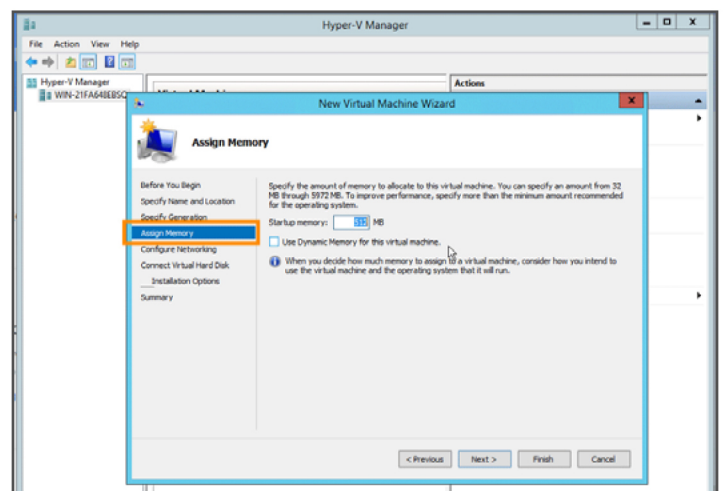 Hyper-V Manager
File Action View Help
Hyper-V Manager
Actions
New Virtual Machine Wizard
Assign Memory
Before You Begin
Specify Name and Location
Specify Generation
Assign Memory
Configure Networking
Connect Virtual Hard Disk
Installation Options
Summary
Specify the amount of memory to allocate to this virtual machine. You can specify an amount from 32
MB through 5972 MB. To improve performance, specify more than the minimum amount recommended
for the operating system.
Startup memory: 512 MB
Use Dynamic Memory for this virtual machine.
When you decide how much memory to assign to a virtual machine, consider how you intend to
use the virtual machine and the operating system that it will run.
< Previous Next > Finish Cancel